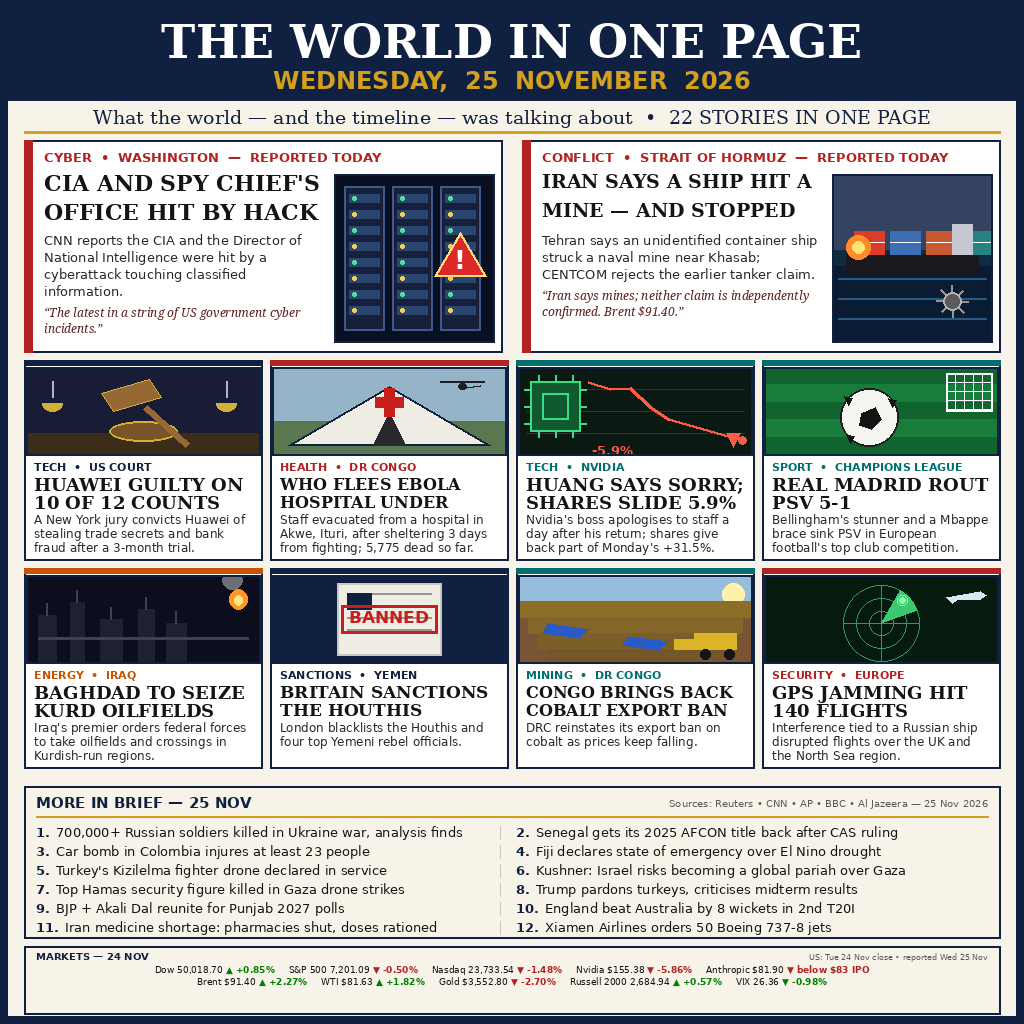 THE WORLD IN ONE PAGE
WEDNESDAY, 25 NOVEMBER 2026
What the world — and the timeline — was talking about • 22 STORIES IN ONE PAGE
CYBER • WASHINGTON — REPORTED TODAY
CIA AND SPY CHIEF'S
OFFICE HIT BY HACK
CNN reports the CIA and the Director of
National Intelligence were hit by a
cyberattack touching classified
information.
“The latest in a string of US government cyber
incidents.”
!
CONFLICT • STRAIT OF HORMUZ — REPORTED TODAY
IRAN SAYS A SHIP HIT A
MINE — AND STOPPED
Tehran says an unidentified container ship
struck a naval mine near Khasab;
CENTCOM rejects the earlier tanker claim.
“Iran says mines; neither claim is independently
confirmed. Brent $91.40.”
TECH • US COURT
HUAWEI GUILTY ON
10 OF 12 COUNTS
A New York jury convicts Huawei of
stealing trade secrets and bank
fraud after a 3-month trial.
HEALTH • DR CONGO
WHO FLEES EBOLA
HOSPITAL UNDER
Staff evacuated from a hospital in
Akwe, Ituri, after sheltering 3 days
from fighting; 5,775 dead so far.
-5.9%
TECH • NVIDIA
HUANG SAYS SORRY;
SHARES SLIDE 5.9%
Nvidia's boss apologises to staff a
day after his return; shares give
back part of Monday's +31.5%.
SPORT • CHAMPIONS LEAGUE
REAL MADRID ROUT
PSV 5-1
Bellingham's stunner and a Mbappe
brace sink PSV in European
football's top club competition.
ENERGY • IRAQ
BAGHDAD TO SEIZE
KURD OILFIELDS
Iraq's premier orders federal forces
to take oilfields and crossings in
Kurdish-run regions.
BANNED
SANCTIONS • YEMEN
BRITAIN SANCTIONS
THE HOUTHIS
London blacklists the Houthis and
four top Yemeni rebel officials.
MINING • DR CONGO
CONGO BRINGS BACK
COBALT EXPORT BAN
DRC reinstates its export ban on
cobalt as prices keep falling.
SECURITY • EUROPE
GPS JAMMING HIT
140 FLIGHTS
Interference tied to a Russian ship
disrupted flights over the UK and
the North Sea region.
MORE IN BRIEF — 25 NOV
Sources: Reuters • CNN • AP • BBC • Al Jazeera — 25 Nov 2026
1. 700,000+ Russian soldiers killed in Ukraine war, analysis finds
2. Senegal gets its 2025 AFCON title back after CAS ruling
3. Car bomb in Colombia injures at least 23 people
4. Fiji declares state of emergency over El Nino drought
5. Turkey's Kizilelma fighter drone declared in service
6. Kushner: Israel risks becoming a global pariah over Gaza
7. Top Hamas security figure killed in Gaza drone strikes
8. Trump pardons turkeys, criticises midterm results
9. BJP + Akali Dal reunite for Punjab 2027 polls
10. England beat Australia by 8 wickets in 2nd T20I
11. Iran medicine shortage: pharmacies shut, doses rationed
12. Xiamen Airlines orders 50 Boeing 737-8 jets
MARKETS — 24 NOV
US: Tue 24 Nov close • reported Wed 25 Nov
Dow 50,018.70 ▲ +0.85% S&P 500 7,201.09 ▼ -0.50% Nasdaq 23,733.54 ▼ -1.48% Nvidia $155.38 ▼ -5.86% Anthropic $81.90 ▼ below $83 IPO
Brent $91.40 ▲ +2.27% WTI $81.63 ▲ +1.82% Gold $3,552.80 ▼ -2.70% Russell 2000 2,684.94 ▲ +0.57% VIX 26.36 ▼ -0.98%